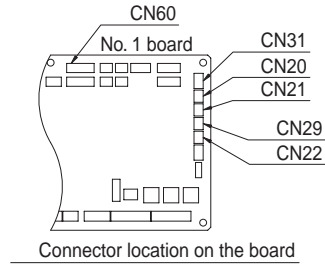 CN60
No. 1 board
CN31
CN20
CN21
CN29
CN22
Connector location on the board